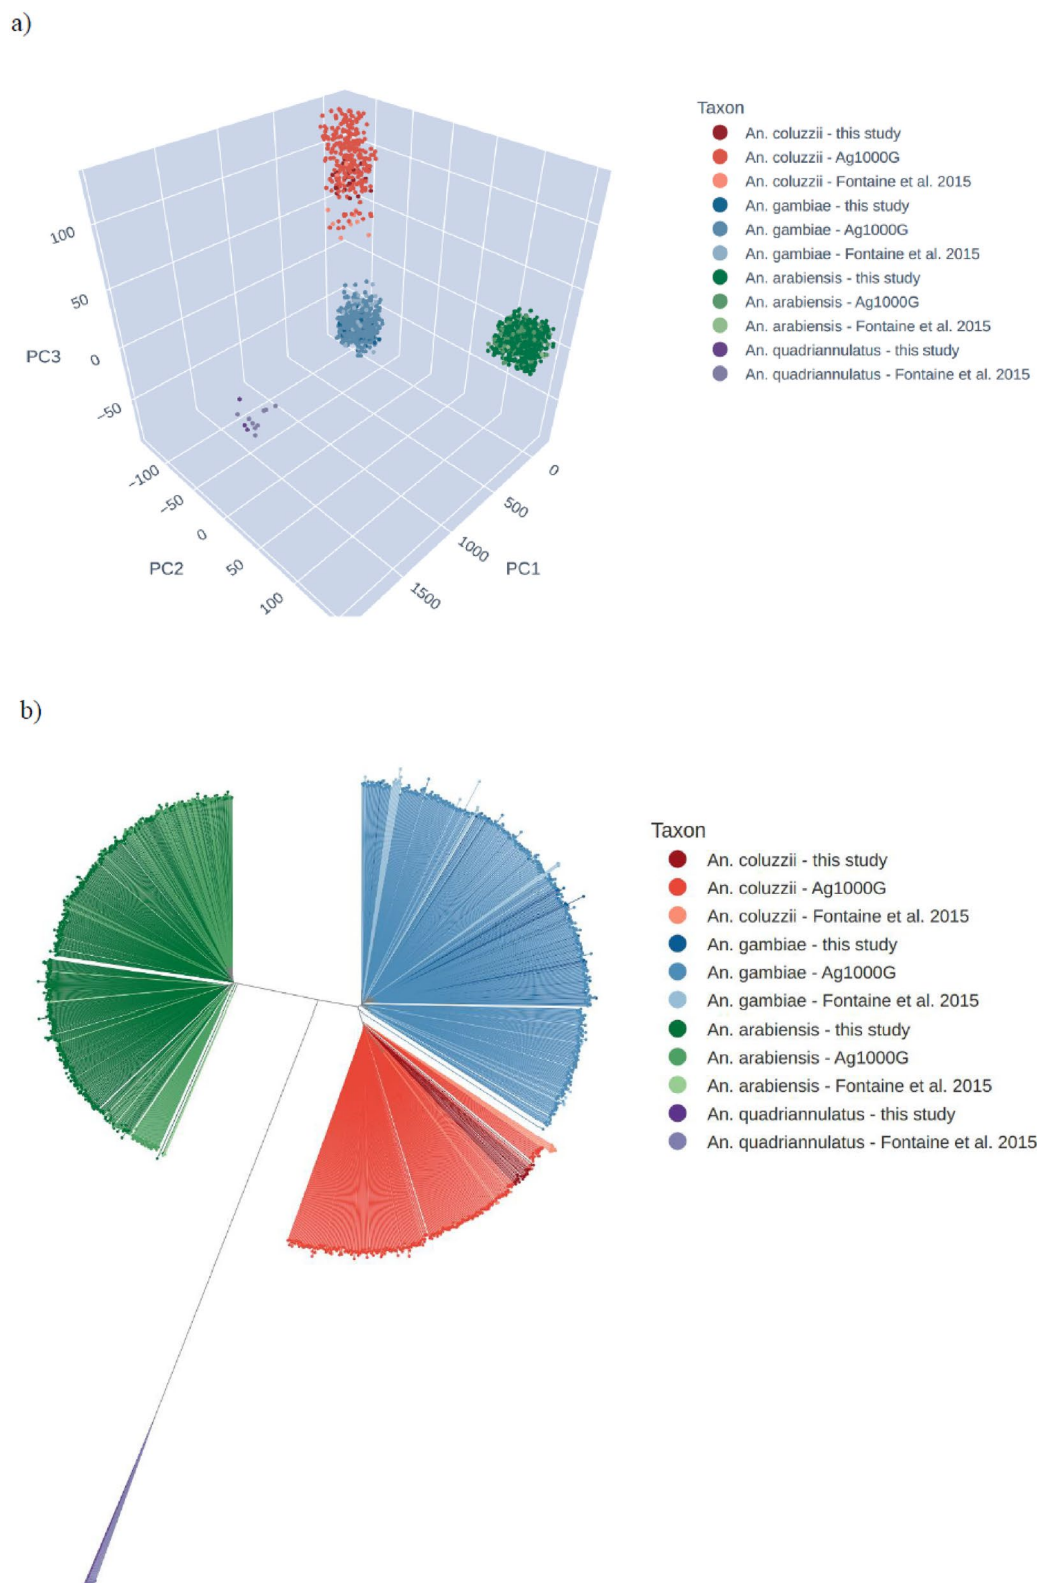 a)
Taxon
An. coluzzii - this study
An. coluzzii - Ag1000G
An. coluzzii - Fontaine et al. 2015
An. gambiae - this study
An. gambiae - Ag1000G
An. gambiae - Fontaine et al. 2015
An. arabiensis - this study
An. arabiensis - Ag1000G
An. arabiensis - Fontaine et al. 2015
An. quadriannulatus - this study
An. quadriannulatus - Fontaine et al. 2015
100
50
PC3
0
−50
−100
−50
0
50
100
PC2
0
500
1000
1500
PC1
b)
Taxon
An. coluzzii - this study
An. coluzzii - Ag1000G
An. coluzzii - Fontaine et al. 2015
An. gambiae - this study
An. gambiae - Ag1000G
An. gambiae - Fontaine et al. 2015
An. arabiensis - this study
An. arabiensis - Ag1000G
An. arabiensis - Fontaine et al. 2015
An. quadriannulatus - this study
An. quadriannulatus - Fontaine et al. 2015